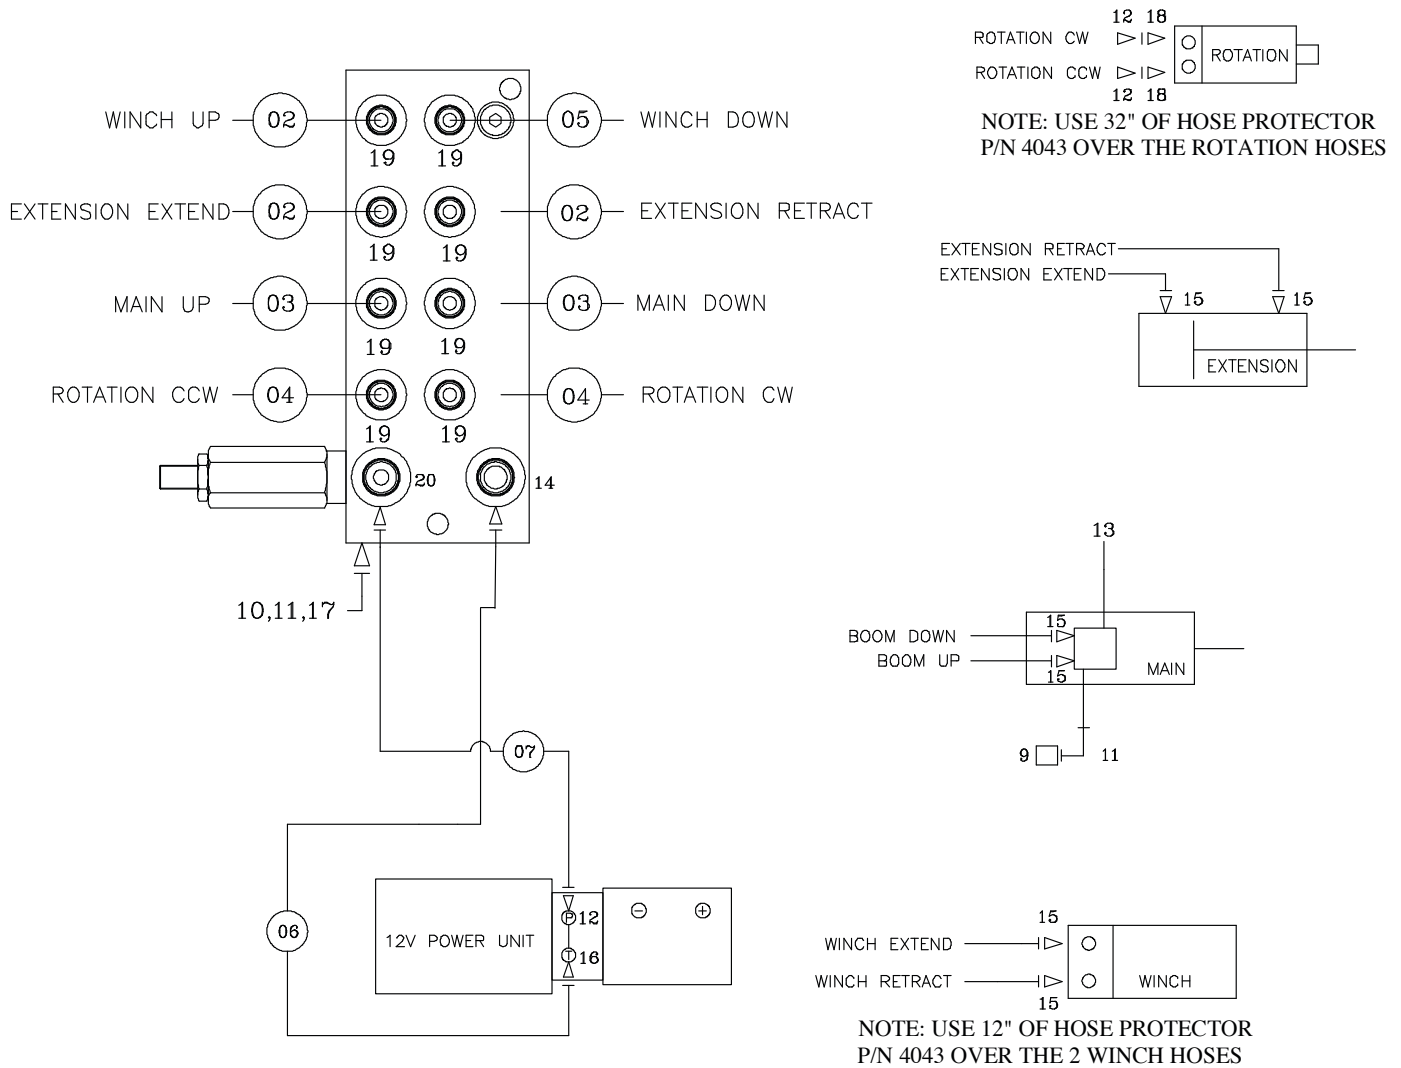 WINCH UP 02 05 WINCH DOWN
19 19
EXTENSION EXTEND 02 02 EXTENSION RETRACT
19 19
MAIN UP 03 03 MAIN DOWN
19 19
ROTATION CCW 04 04 ROTATION CW
19 19
20 14
10,11,17
07
06
12V POWER UNIT
P 12
T 16
12 18
ROTATION CW
ROTATION
ROTATION CCW
12 18
NOTE: USE 32" OF HOSE PROTECTOR
P/N 4043 OVER THE ROTATION HOSES
EXTENSION RETRACT
EXTENSION EXTEND
15 15
EXTENSION
13
15
BOOM DOWN
BOOM UP
15
MAIN
9 11
15
WINCH EXTEND
WINCH RETRACT
WINCH
15
NOTE: USE 12" OF HOSE PROTECTOR
P/N 4043 OVER THE 2 WINCH HOSES